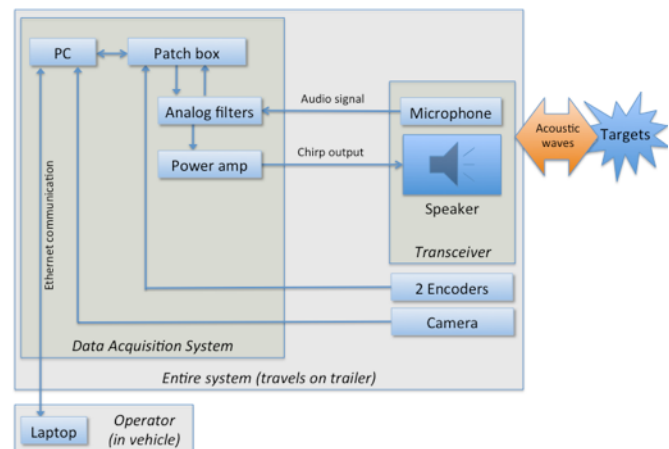 PC
Patch box
Analog filters
Audio signal
Microphone
Acoustic
waves
Targets
Power amp
Chirp output
Speaker
Transceiver
Ethernet communication
2 Encoders
Camera
Data Acquisition System
Entire system (travels on trailer)
Laptop
Operator
(in vehicle)